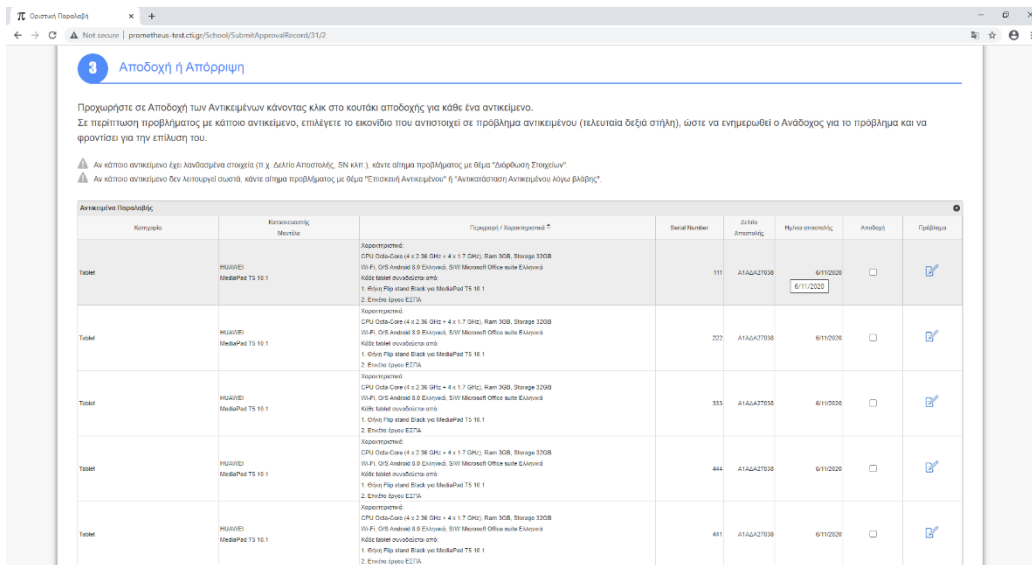 Οριστική Παραλαβή
Not secure | prometheus-test.cti.gr/School/SubmitApprovalRecord/31/2
3 Αποδοχή ή Απόρριψη
Προχωρήστε σε Αποδοχή των Αντικειμένων κάνοντας κλικ στο κουτάκι αποδοχής για κάθε ένα αντικείμενο.
Σε περίπτωση προβλήματος με κάποιο αντικείμενο, επιλέγετε το εικονίδιο που αντιστοιχεί σε πρόβλημα αντικειμένου (τελευταία δεξιά στήλη), ώστε να ενημερωθεί ο Ανάδοχος για το πρόβλημα και να
φροντίσει για την επίλυση του.
Αν κάποιο αντικείμενο έχει λανθασμένα στοιχεία (π.χ. Δελτίο Αποστολής, SN κλπ.), κάντε αίτημα προβλήματος με θέμα "Διόρθωση Στοιχείων".
Αν κάποιο αντικείμενο δεν λειτουργεί σωστά, κάντε αίτημα προβλήματος με θέμα "Επισκευή Αντικειμένου" ή "Αντικατάσταση Αντικειμένου λόγω βλάβης".
Αντικείμενα Παραλαβής
Κατηγορία Κατασκευαστής Μοντέλο Περιγραφή / Χαρακτηριστικά Serial Number Δελτίο Αποστολής Ημ/νια αποστολής Αποδοχή Πρόβλημα
Χαρακτηριστικά:
CPU Octa-Core (4 x 2.36 GHz + 4 x 1.7 GHz), Ram 3GB, Storage 32GB
Wi-Fi, O/S Android 8.0 Ελληνικά, S/W Microsoft Office suite Ελληνικά
Tablet HUAWEI MediaPad T5 10.1 Κάθε tablet συνοδεύεται από: 111 Α1ΑΔΑ27038 6/11/2020
1. Θήκη Flip stand Black για MediaPad T5 10.1
6/11/2020
2. Ετικέτα έργου ΕΣΠΑ
Χαρακτηριστικά:
CPU Octa-Core (4 x 2.36 GHz + 4 x 1.7 GHz), Ram 3GB, Storage 32GB
Wi-Fi, O/S Android 8.0 Ελληνικά, S/W Microsoft Office suite Ελληνικά
Tablet HUAWEI MediaPad T5 10.1 Κάθε tablet συνοδεύεται από: 222 Α1ΑΔΑ27038 6/11/2020
1. Θήκη Flip stand Black για MediaPad T5 10.1
2. Ετικέτα έργου ΕΣΠΑ
Χαρακτηριστικά:
CPU Octa-Core (4 x 2.36 GHz + 4 x 1.7 GHz), Ram 3GB, Storage 32GB
Wi-Fi, O/S Android 8.0 Ελληνικά, S/W Microsoft Office suite Ελληνικά
Tablet HUAWEI MediaPad T5 10.1 Κάθε tablet συνοδεύεται από: 333 Α1ΑΔΑ27038 6/11/2020
1. Θήκη Flip stand Black για MediaPad T5 10.1
2. Ετικέτα έργου ΕΣΠΑ
Χαρακτηριστικά:
CPU Octa-Core (4 x 2.36 GHz + 4 x 1.7 GHz), Ram 3GB, Storage 32GB
Wi-Fi, O/S Android 8.0 Ελληνικά, S/W Microsoft Office suite Ελληνικά
Tablet HUAWEI MediaPad T5 10.1 Κάθε tablet συνοδεύεται από: 444 Α1ΑΔΑ27038 6/11/2020
1. Θήκη Flip stand Black για MediaPad T5 10.1
2. Ετικέτα έργου ΕΣΠΑ
Χαρακτηριστικά:
CPU Octa-Core (4 x 2.36 GHz + 4 x 1.7 GHz), Ram 3GB, Storage 32GB
Wi-Fi, O/S Android 8.0 Ελληνικά, S/W Microsoft Office suite Ελληνικά
Tablet HUAWEI MediaPad T5 10.1 Κάθε tablet συνοδεύεται από: 441 Α1ΑΔΑ27038 6/11/2020
1. Θήκη Flip stand Black για MediaPad T5 10.1
2. Ετικέτα έργου ΕΣΠΑ